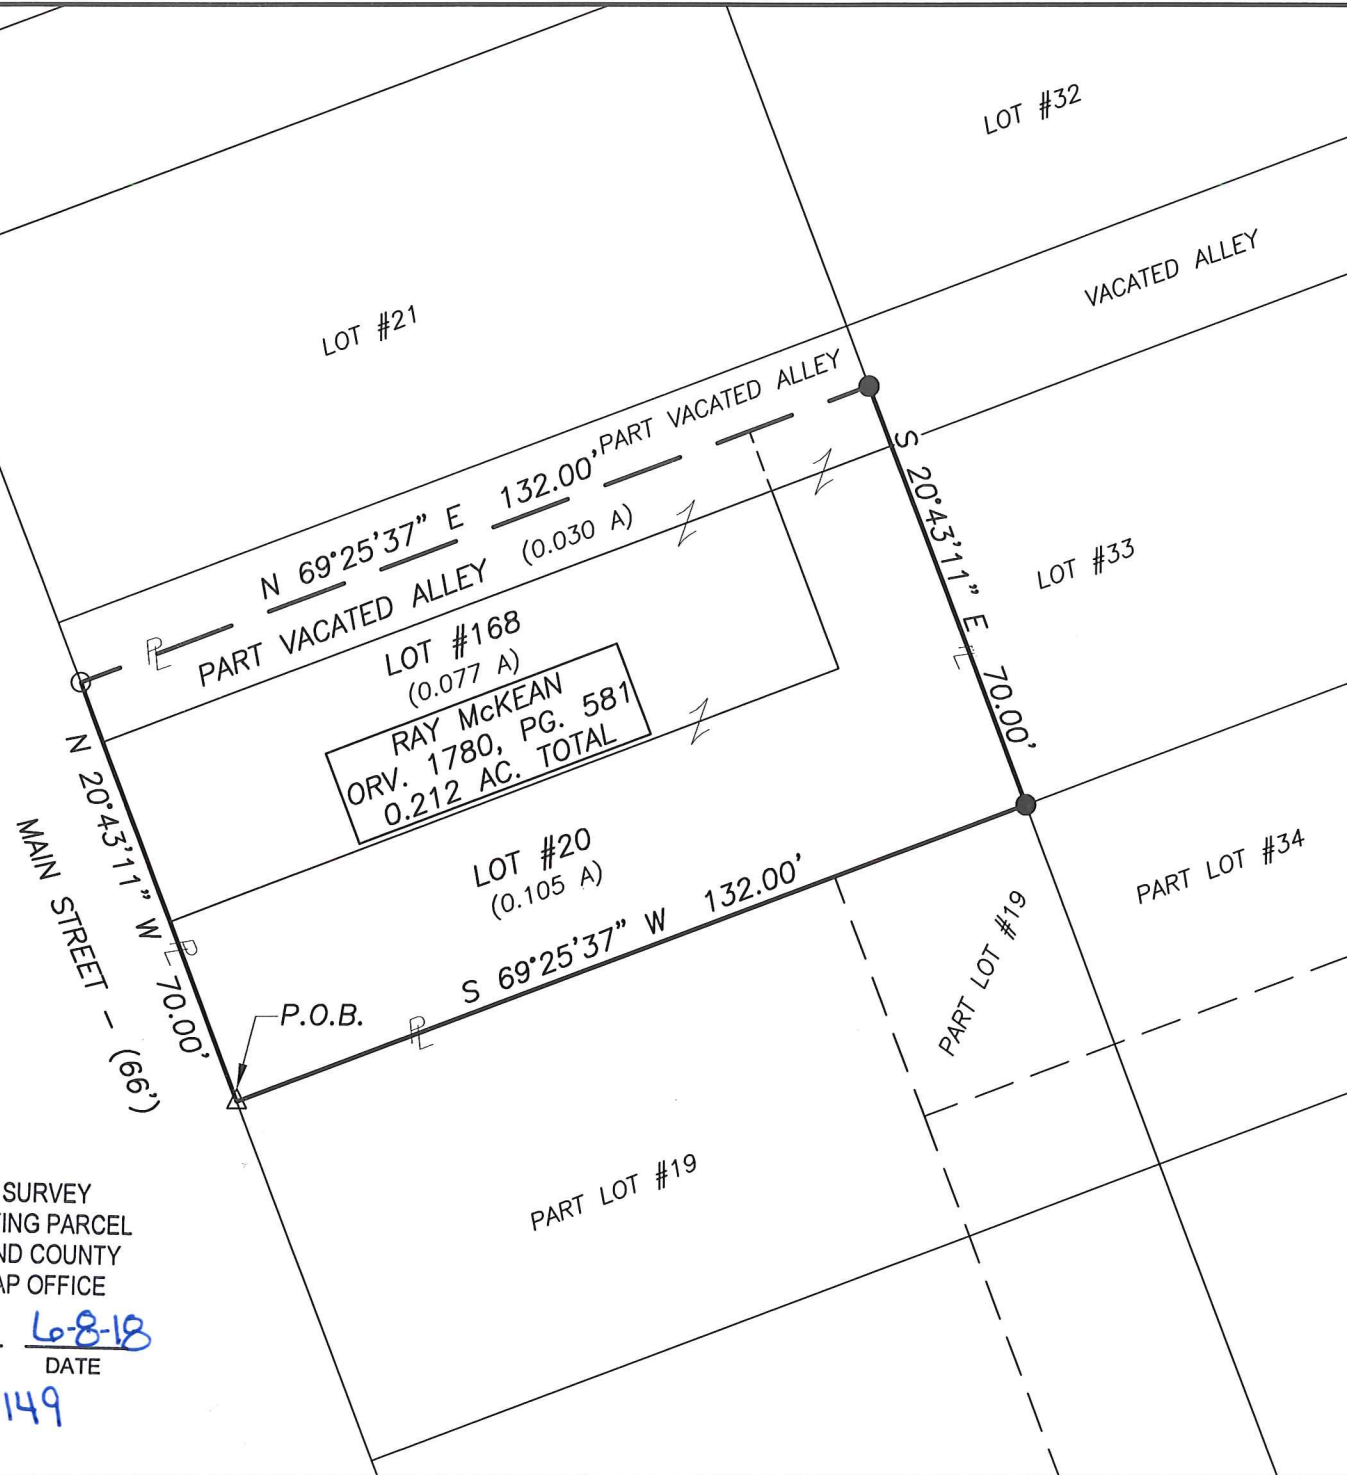 LOT #32
VACATED ALLEY
LOT #21
PART VACATED ALLEY
N 69°25'37" E 132.00'
PART VACATED ALLEY (0.030 A)
S 20°43'11" E 70.00'
LOT #33
LOT #168
(0.077 A)
RAY McKEAN
ORV. 1780, PG. 581
0.212 AC. TOTAL
N 20°43'11" W 70.00'
MAIN STREET - (66')
LOT #20
(0.105 A)
S 69°25'37" W 132.00'
P.O.B.
PART LOT #34
PART LOT #19
PART LOT #19
SURVEY
ING PARCEL
ND COUNTY
AP OFFICE
6-8-18
DATE
149